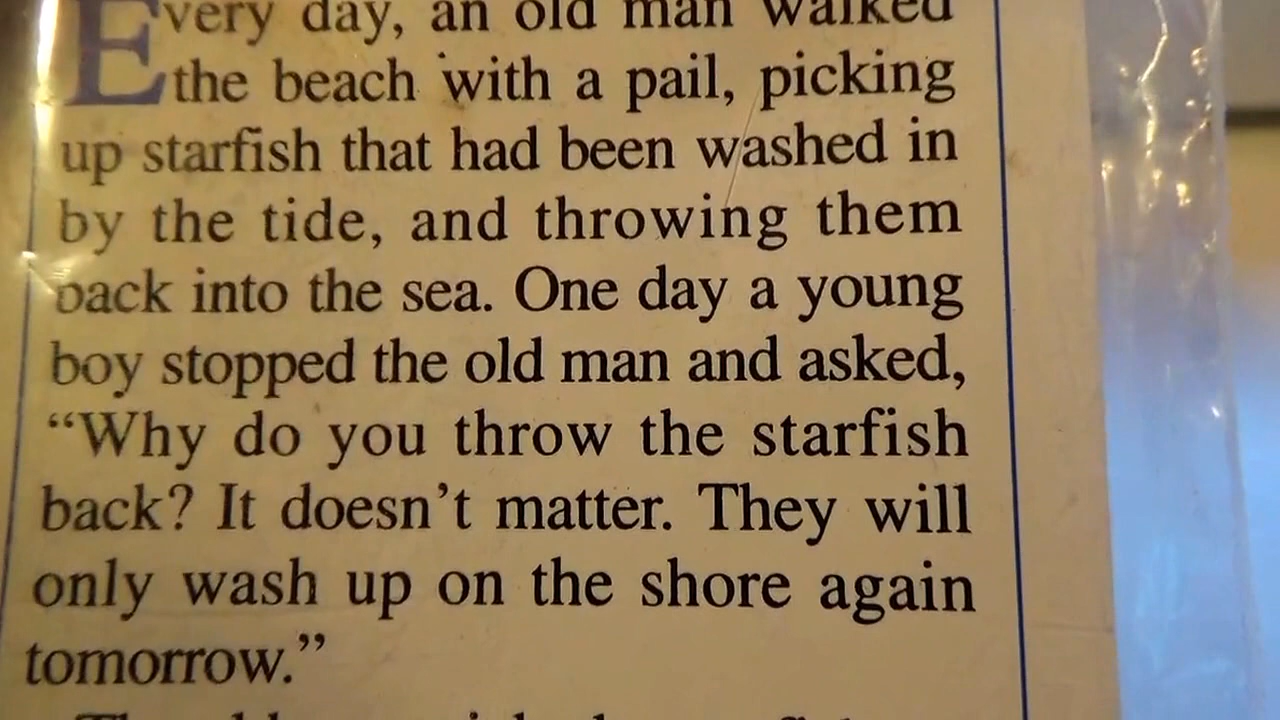 Every day, an old man walked
the beach with a pail, picking
up starfish that had been washed in
by the tide, and throwing them
back into the sea. One day a young
boy stopped the old man and asked,
“Why do you throw the starfish
back? It doesn’t matter. They will
only wash up on the shore again
tomorrow.”